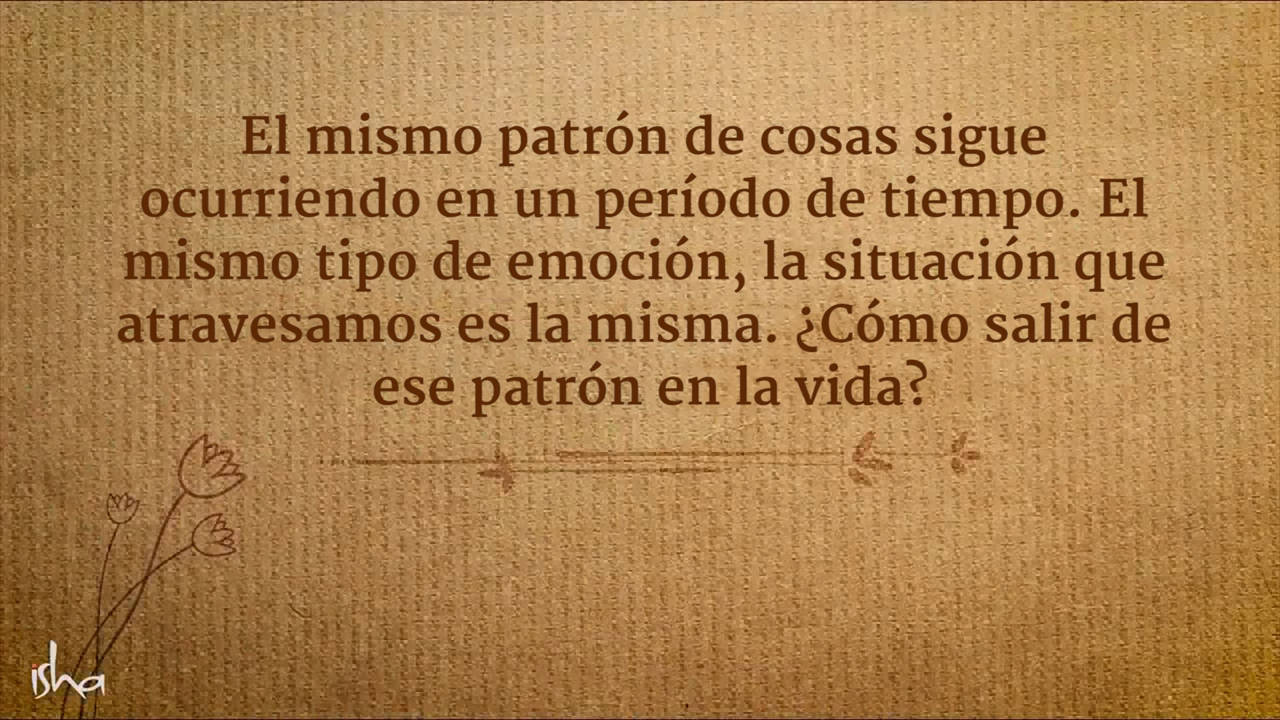 El mismo patrón de cosas sigue
ocurriendo en un período de tiempo. El
mismo tipo de emoción, la situación que
atravesamos es la misma. ¿Cómo salir de
ese patrón en la vida?
isha